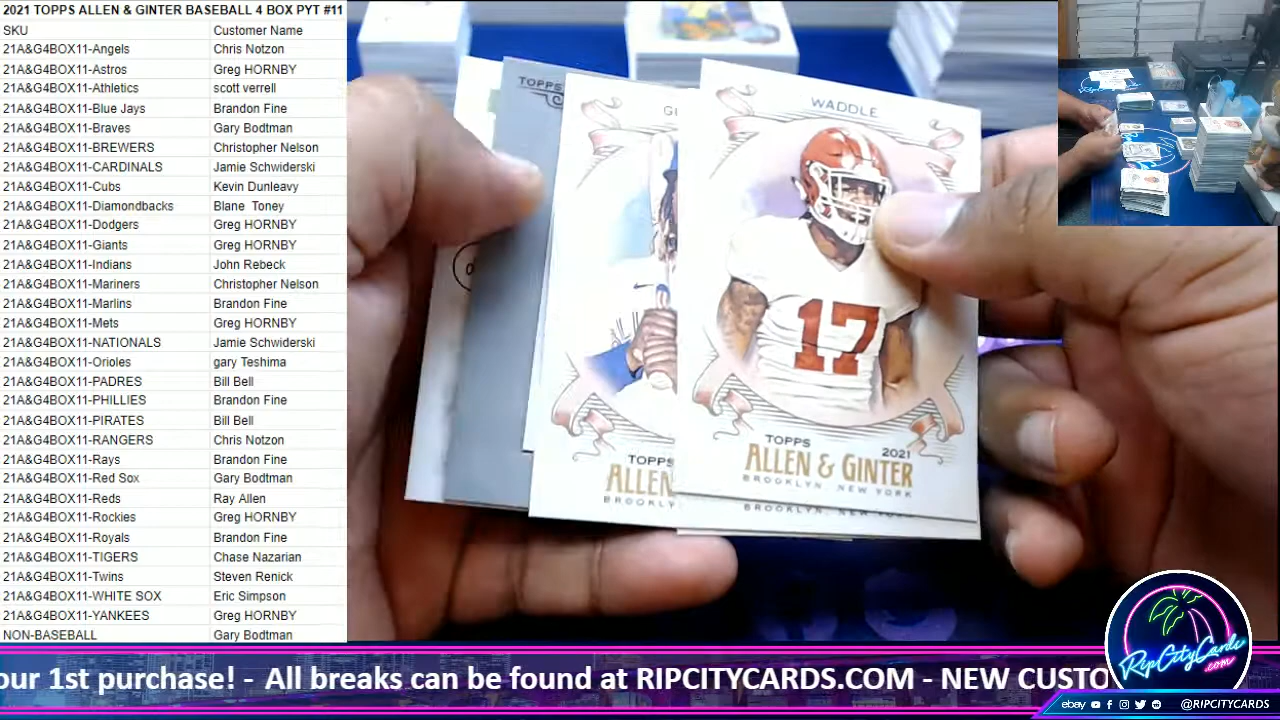 2021 TOPPS ALLEN & GINTER BASEBALL 4 BOX PYT #11
SKU Customer Name
21A&G4BOX11-Angels Chris Notzon
21A&G4BOX11-Astros Greg HORNBY
21A&G4BOX11-Athletics scott verrell
21A&G4BOX11-Blue Jays Brandon Fine
21A&G4BOX11-Braves Gary Bodtman
21A&G4BOX11-BREWERS Christopher Nelson
21A&G4BOX11-CARDINALS Jamie Schwiderski
21A&G4BOX11-Cubs Kevin Dunleavy
21A&G4BOX11-Diamondbacks Blane Toney
21A&G4BOX11-Dodgers Greg HORNBY
21A&G4BOX11-Giants Greg HORNBY
21A&G4BOX11-Indians John Rebeck
21A&G4BOX11-Mariners Christopher Nelson
21A&G4BOX11-Marlins Brandon Fine
21A&G4BOX11-Mets Greg HORNBY
21A&G4BOX11-NATIONALS Jamie Schwiderski
21A&G4BOX11-Orioles gary Teshima
21A&G4BOX11-PADRES Bill Bell
21A&G4BOX11-PHILLIES Brandon Fine
21A&G4BOX11-PIRATES Bill Bell
21A&G4BOX11-RANGERS Chris Notzon
21A&G4BOX11-Rays Brandon Fine
21A&G4BOX11-Red Sox Gary Bodtman
21A&G4BOX11-Reds Ray Allen
21A&G4BOX11-Rockies Greg HORNBY
21A&G4BOX11-Royals Brandon Fine
21A&G4BOX11-TIGERS Chase Nazarian
21A&G4BOX11-Twins Steven Renick
21A&G4BOX11-WHITE SOX Eric Simpson
21A&G4BOX11-YANKEES Greg HORNBY
NON-BASEBALL Gary Bodtman
TOPPS
WADDLE
17
TOPPS 2021
ALLEN & GINTER
BROOKLYN, NEW YORK
TOPPS
ALLEN
BROOKLY
BROOKLYN, NEW YORK
our 1st purchase! - All breaks can be found at RIPCITYCARDS.COM - NEW CUSTO
RipCityCards
.com
ebay @RIPCITYCARDS